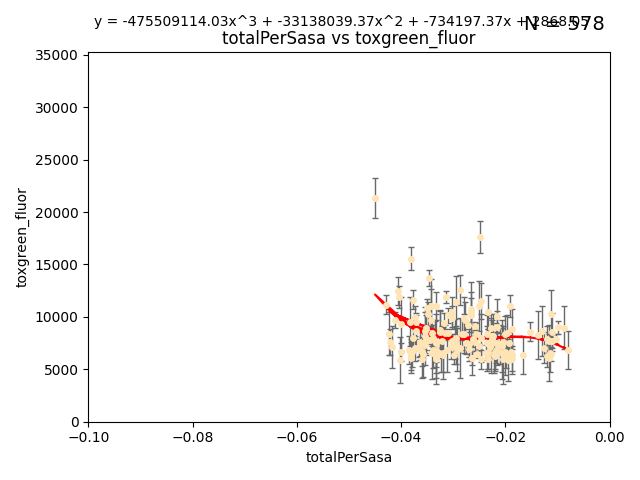 y = -475509114.03x^3 + -33138039.37x^2 + -734197.37x + 2868.05
N = 578
totalPerSasa vs toxgreen_fluor
35000
30000
25000
20000
15000
10000
5000
0
toxgreen_fluor
−0.10
−0.08
−0.06
−0.04
−0.02
0.00
totalPerSasa